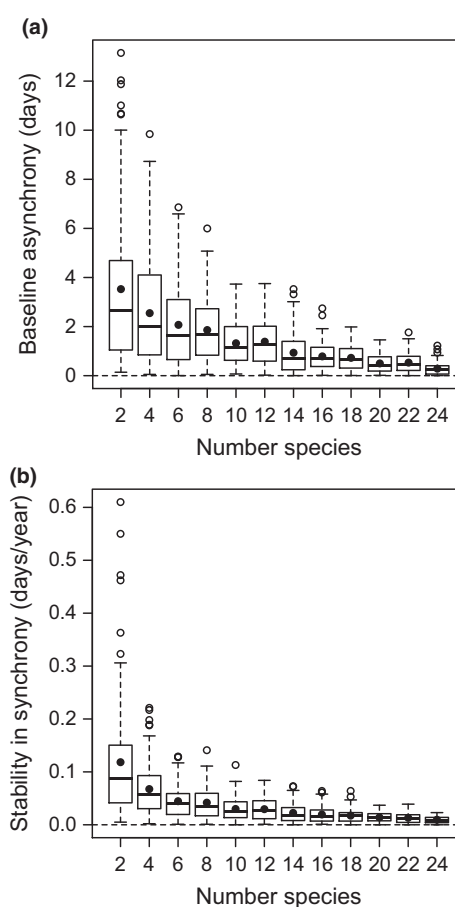 (a)
Baseline asynchrony (days)
12
10
8
6
4
2
0
2 4 6 8 10 12 14 16 18 20 22 24
Number species
(b)
Stability in synchrony (days/year)
0.6
0.5
0.4
0.3
0.2
0.1
0.0
2 4 6 8 10 12 14 16 18 20 22 24
Number species